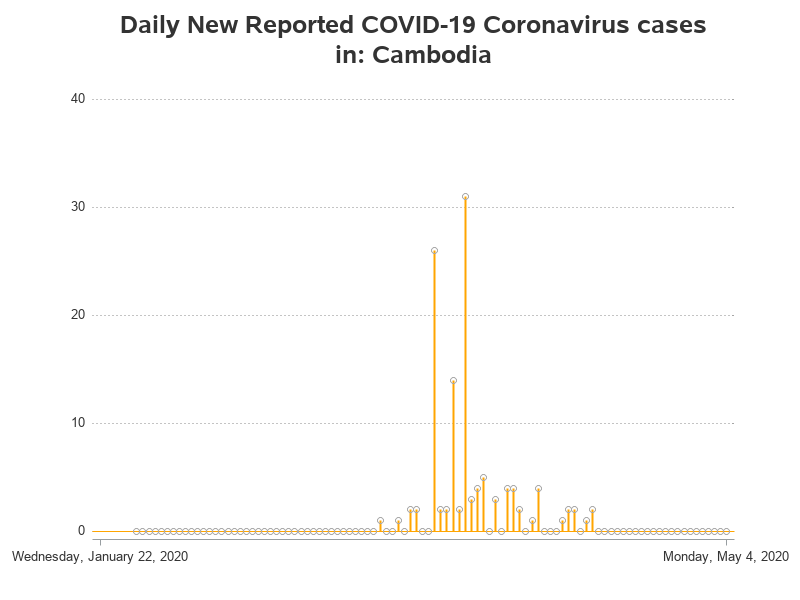 Daily New Reported COVID-19 Coronavirus cases
in: Cambodia
40
30
20
10
0
Wednesday, January 22, 2020
Monday, May 4, 2020